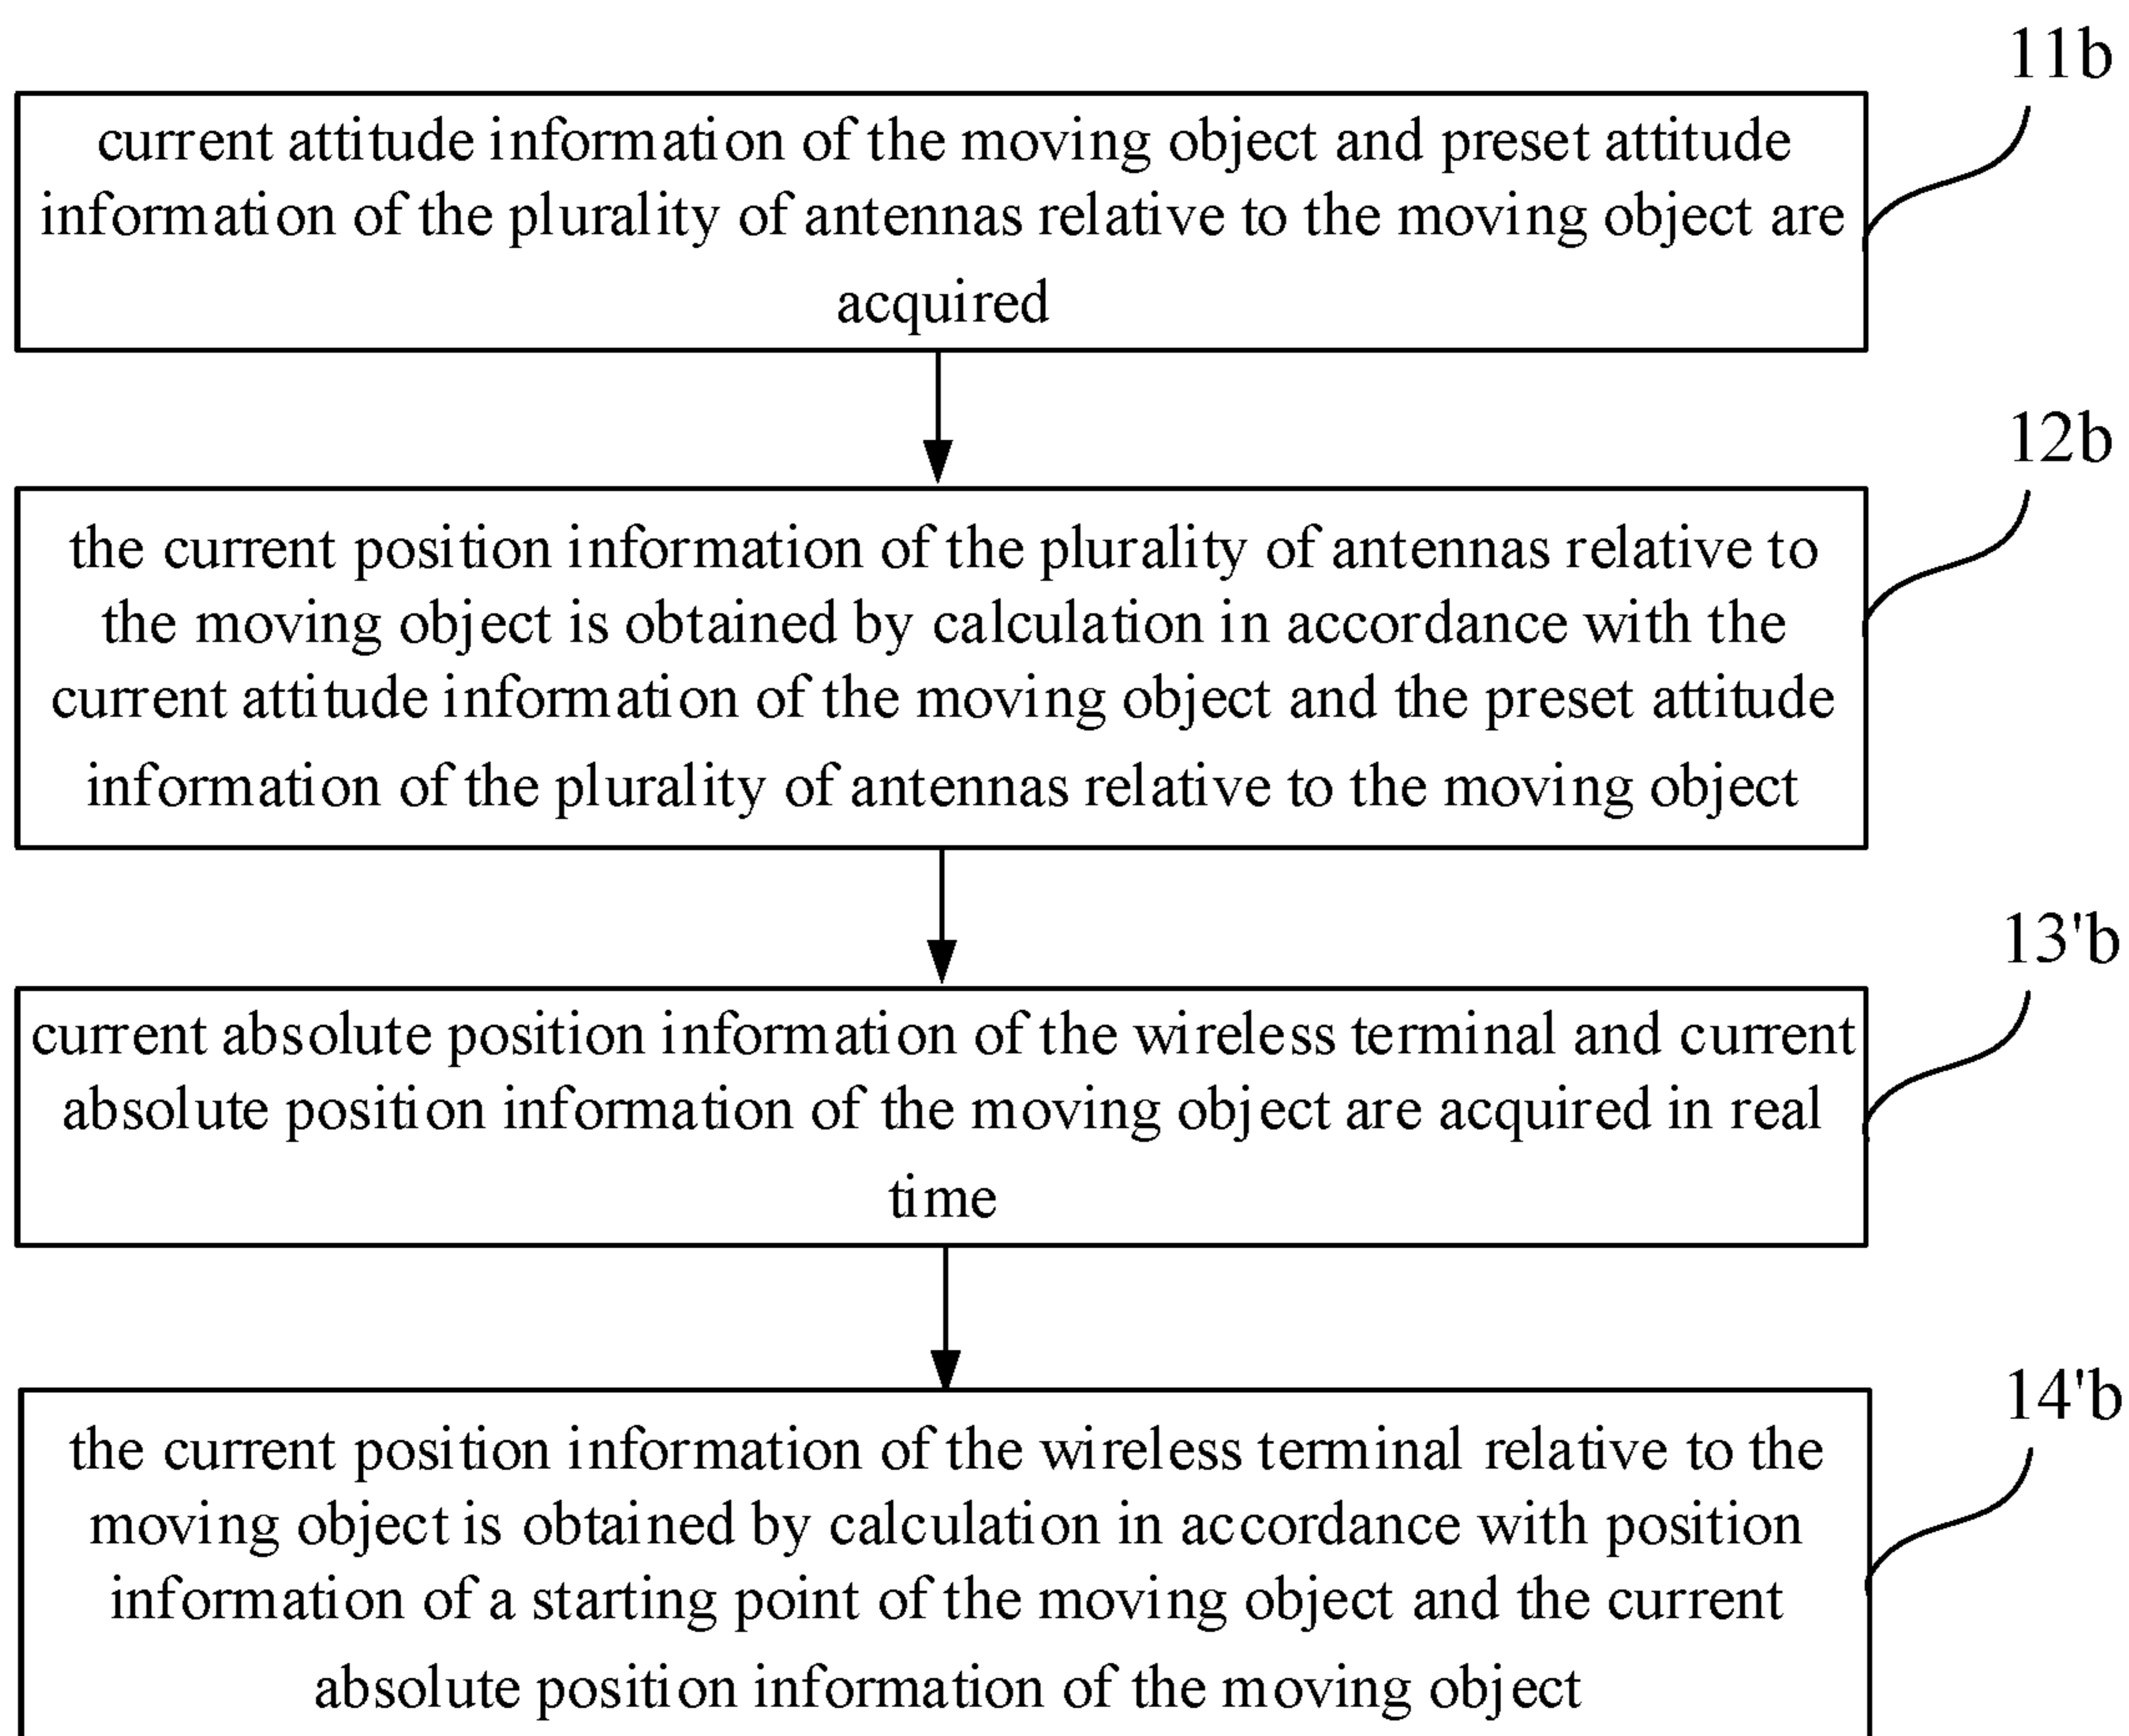 11b
current attitude information of the moving object and preset attitude
information of the plurality of antennas relative to the moving object are
acquired
12b
the current position information of the plurality of antennas relative to
the moving object is obtained by calculation in accordance with the
current attitude information of the moving object and the preset attitude
information of the plurality of antennas relative to the moving object
13'b
current absolute position information of the wireless terminal and current
absolute position information of the moving object are acquired in real
time
14'b
the current position information of the wireless terminal relative to the
moving object is obtained by calculation in accordance with position
information of a starting point of the moving object and the current
absolute position information of the moving object